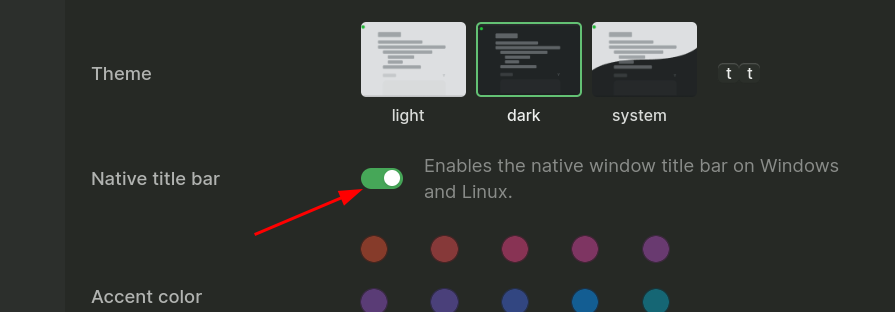 Theme
t t
light dark system
Native title bar
Enables the native window title bar on Windows
and Linux.
Accent color